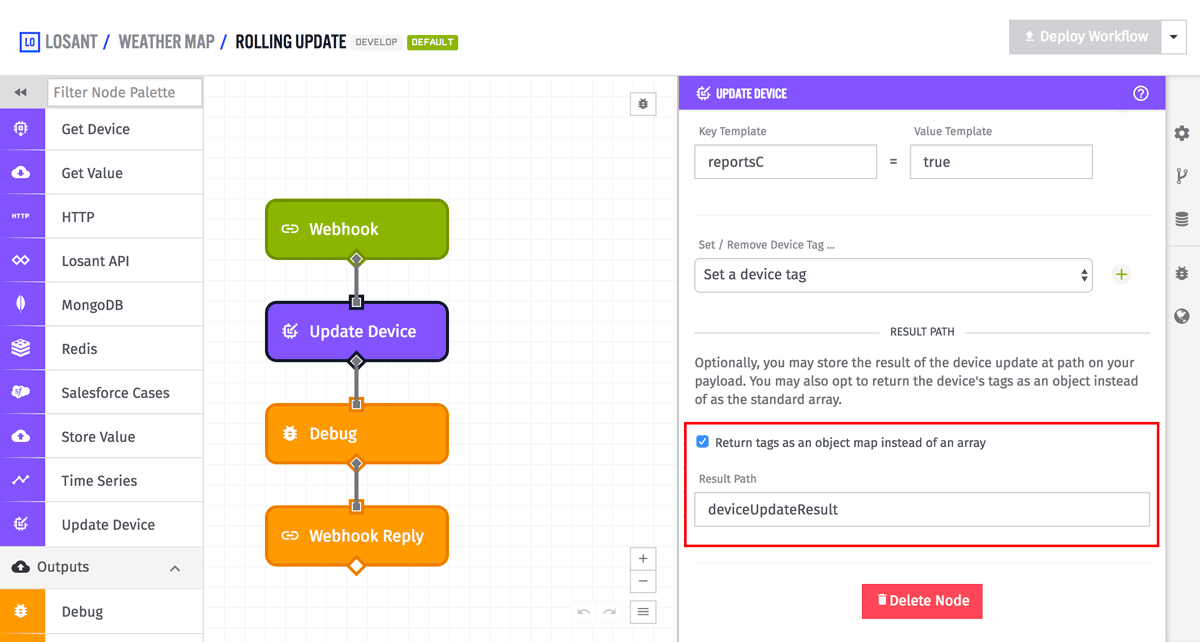 LO LOSANT / WEATHER MAP / ROLLING UPDATE DEVELOP DEFAULT
Deploy Workflow
Filter Node Palette
Get Device
Get Value
HTTP HTTP
Losant API
MongoDB
Redis
sf Salesforce Cases
Store Value
Time Series
Update Device
Outputs
Debug
Webhook
Update Device
Debug
Webhook Reply
UPDATE DEVICE
Key Template Value Template
reportsC = true
Set / Remove Device Tag ...
Set a device tag
RESULT PATH
Optionally, you may store the result of the device update at path on your
payload. You may also opt to return the device's tags as an object instead
of as the standard array.
Return tags as an object map instead of an array
Result Path
deviceUpdateResult
Delete Node